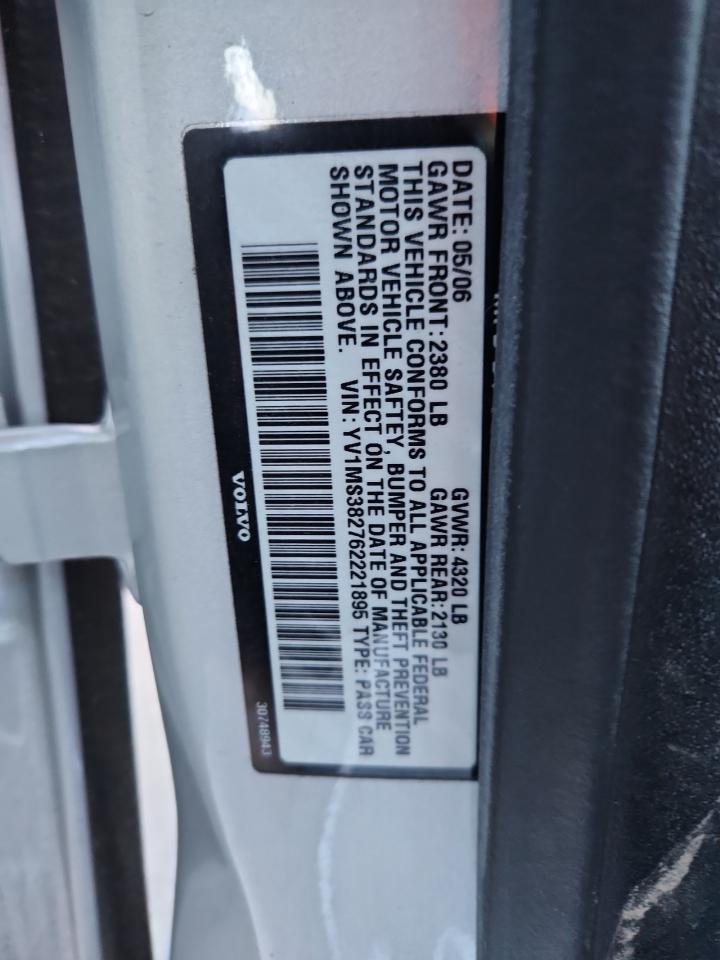 DATE: 05/06 GVWR: 4320 LB
GAWR FRONT: 2380 LB GAWR REAR: 2130 LB
THIS VEHICLE CONFORMS TO ALL APPLICABLE FEDERAL
MOTOR VEHICLE SAFTEY, BUMPER AND THEFT PREVENTION
STANDARDS IN EFFECT ON THE DATE OF MANUFACTURE
SHOWN ABOVE. VIN: YV1MS382762221895 TYPE: PASS CAR
VOLVO
30748943